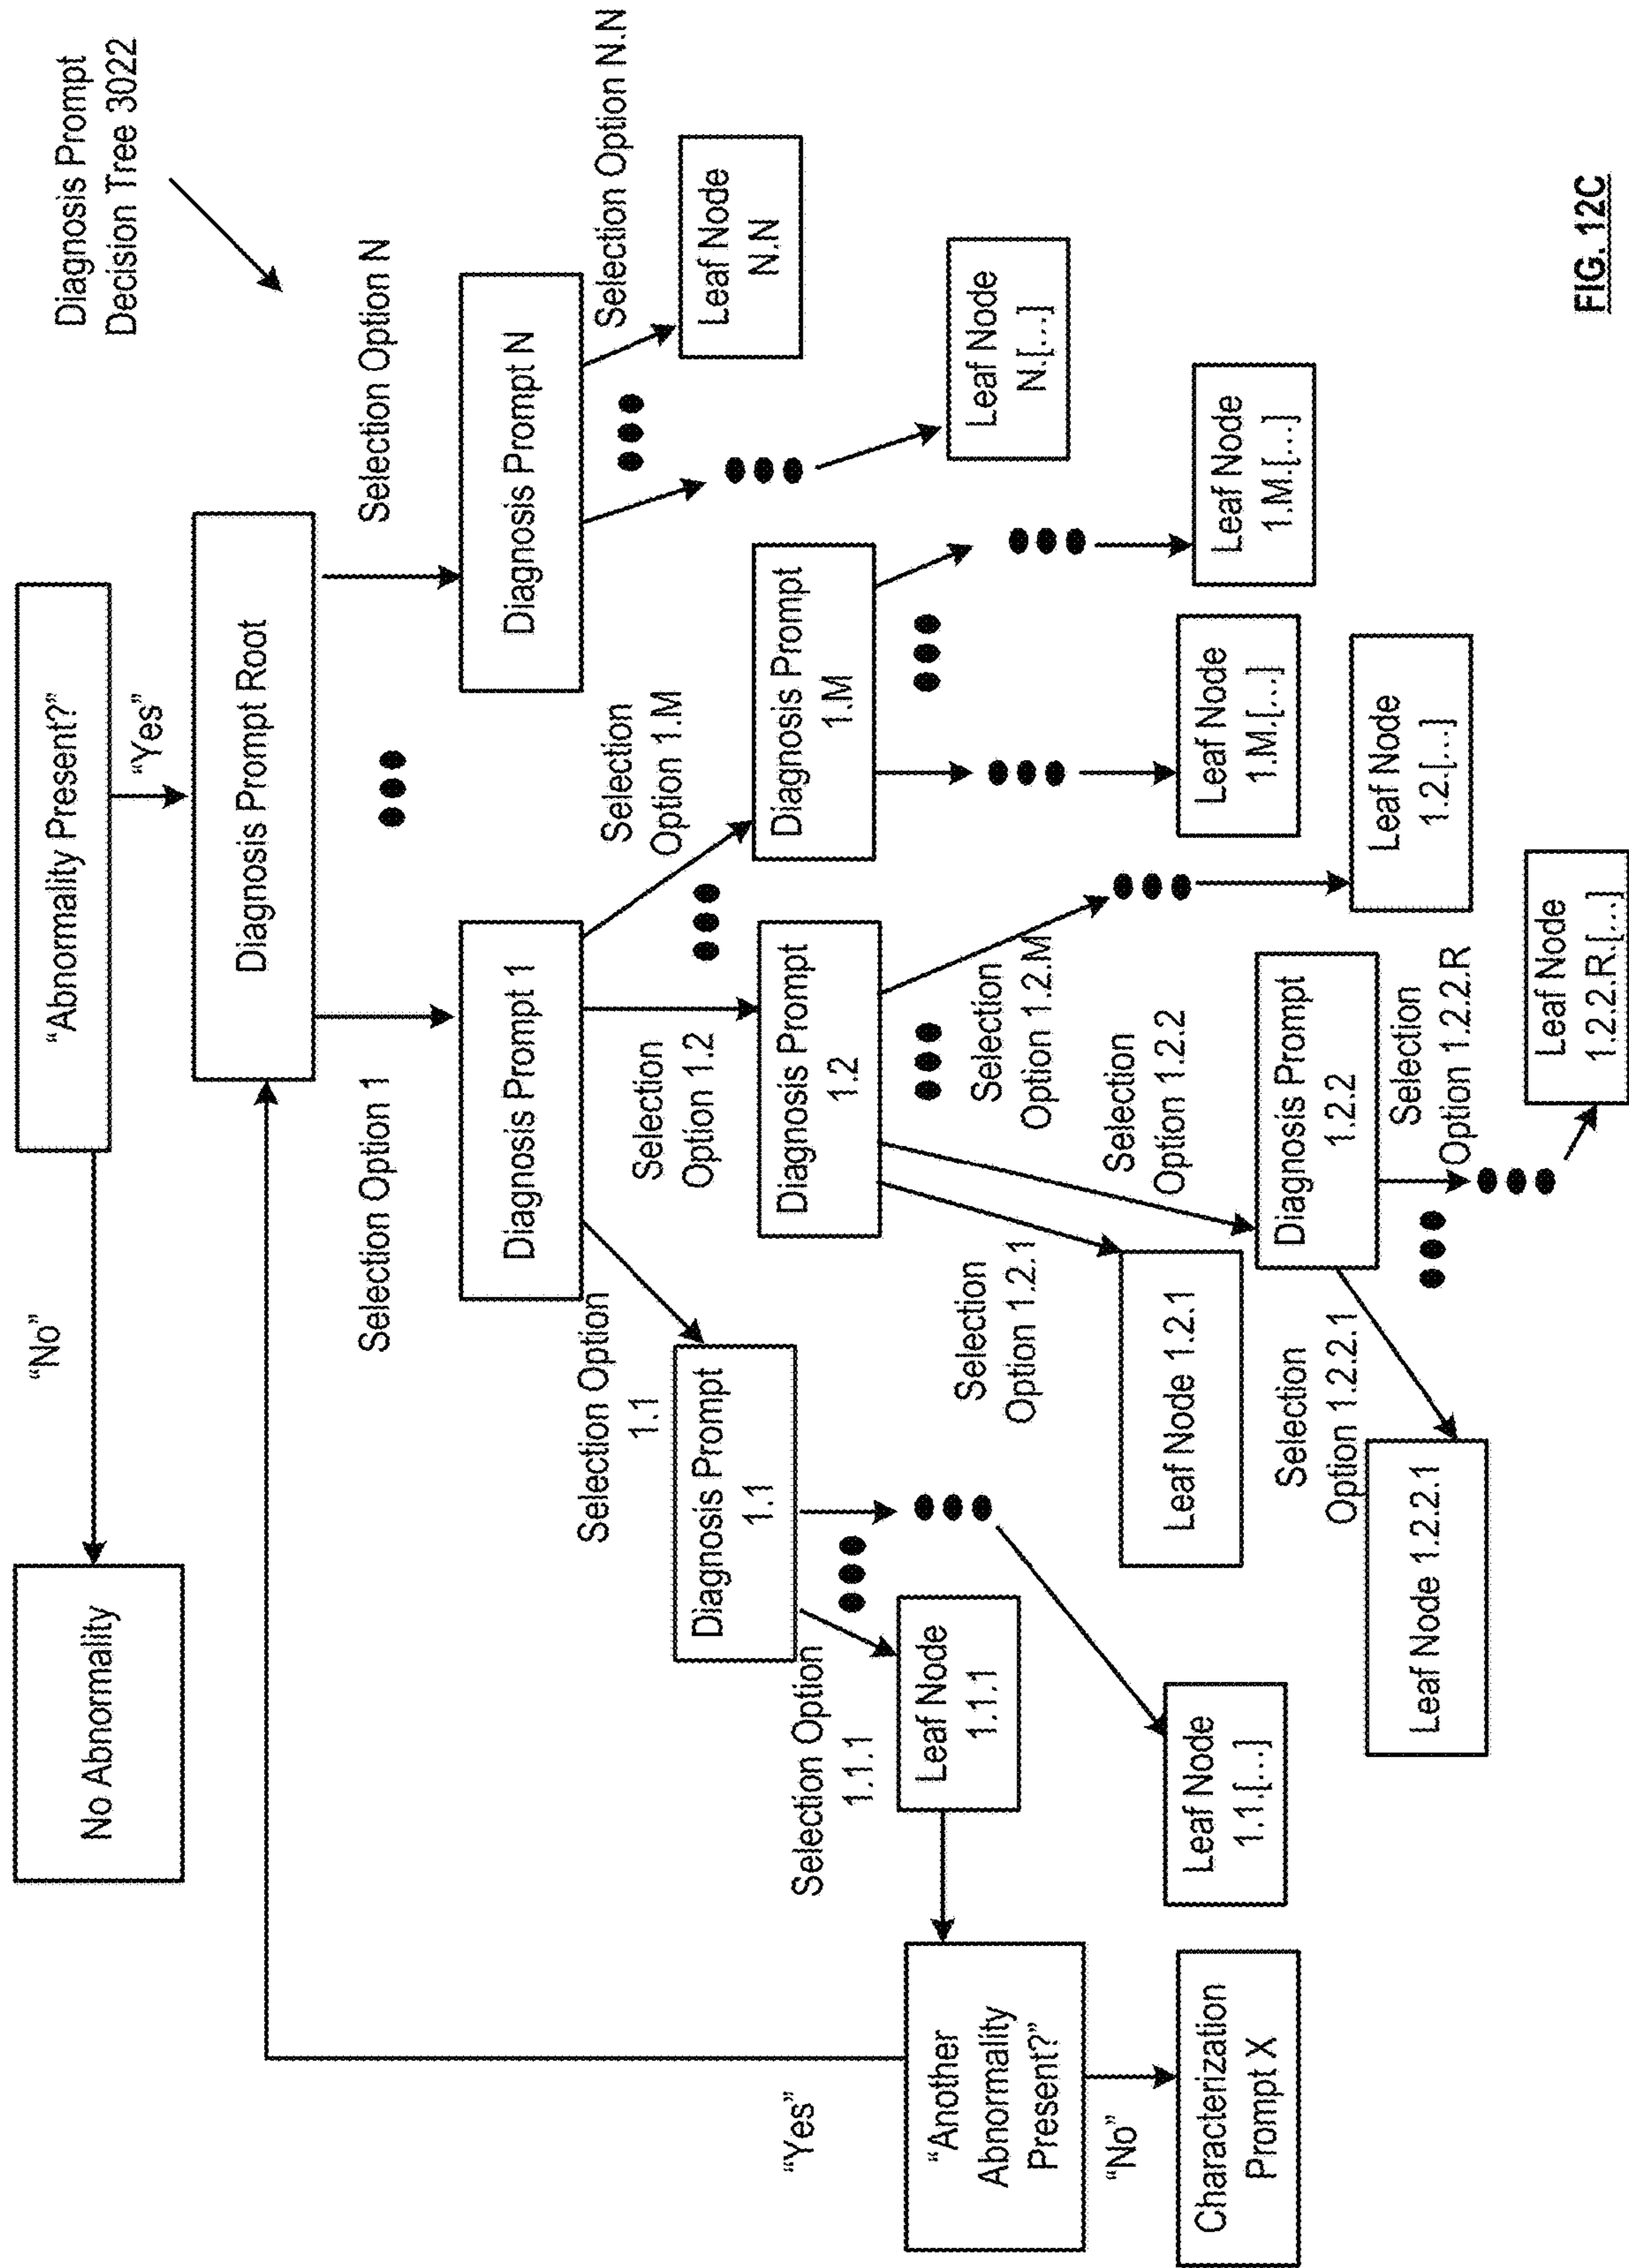 Diagnosis Prompt
Decision Tree 3022
No Abnormality
“No”
“Abnormality Present?”
“Yes”
Diagnosis Prompt Root
Selection Option 1
Selection Option N
Diagnosis Prompt 1
Diagnosis Prompt N
Selection Option
1.1
Selection
Option 1.2
Selection
Option 1.M
Selection Option N.N
Diagnosis Prompt
1.1
Diagnosis Prompt
1.2
Diagnosis Prompt
1.M
Leaf Node
N.N
“Yes”
Selection Option
1.1.1
“Another
Abnormality
Present?”
Leaf Node
1.1.1
Selection
Option 1.2.1
Selection
Option 1.2.M
Leaf Node
N.[...]
“No”
Selection
Option 1.2.2
Characterization
Prompt X
Leaf Node
1.1.[...]
Leaf Node 1.2.1
Leaf Node
1.M.[...]
Leaf Node
1.M.[...]
Selection
Option 1.2.2.1
Diagnosis Prompt
1.2.2
Leaf Node
1.2.[...]
Selection
Option 1.2.2.R
Leaf Node 1.2.2.1
Leaf Node
1.2.2.R.[...]
FIG. 12C